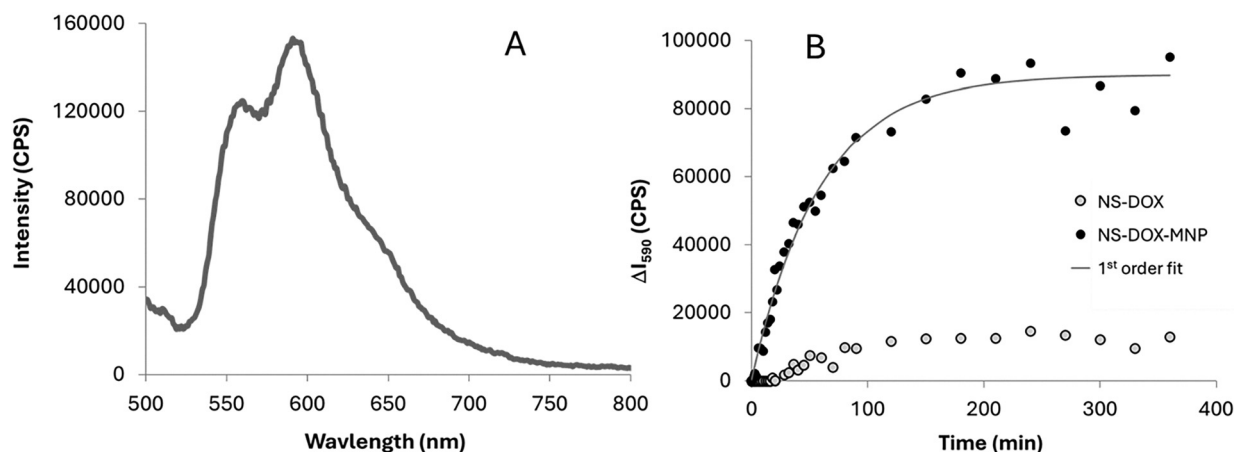 A
160000
120000
80000
40000
0
500
550
600
650
700
750
800
Intensity (CPS)
Wavlength (nm)
B
100000
80000
60000
40000
20000
0
0
100
200
300
400
ΔI590 (CPS)
Time (min)
NS-DOX
NS-DOX-MNP
1st order fit